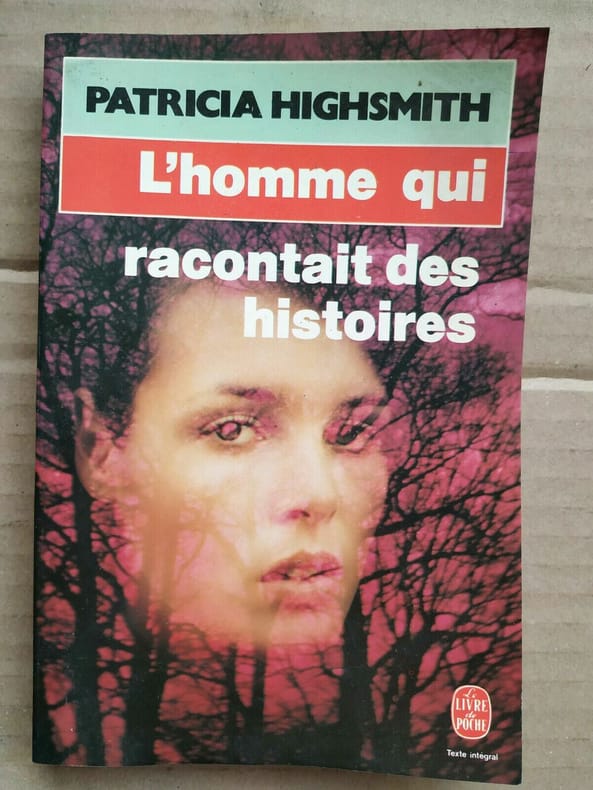 PATRICIA HIGHSMITH
L'homme qui
racontait des
histoires
Le
LIVRE
de
POCHE
Texte intégral